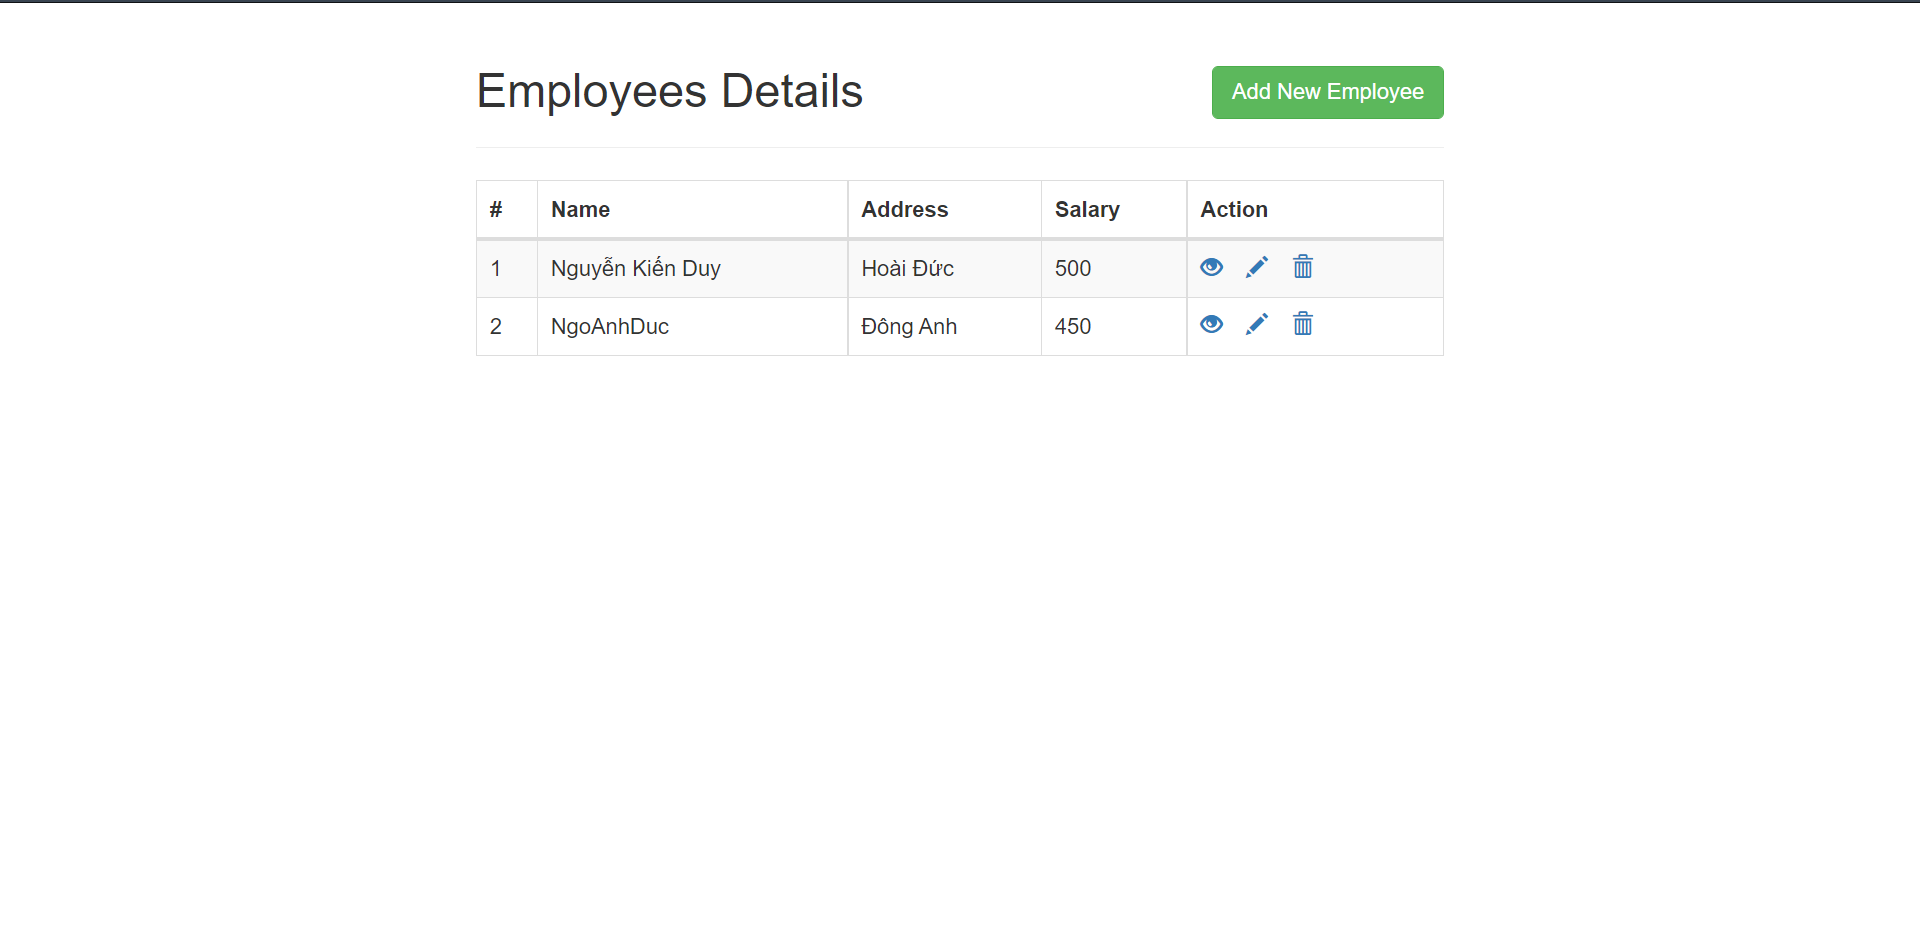 Employees Details
Add New Employee
# Name Address Salary Action
1 Nguyễn Kiến Duy Hoài Đức 500
2 NgoAnhDuc Đông Anh 450